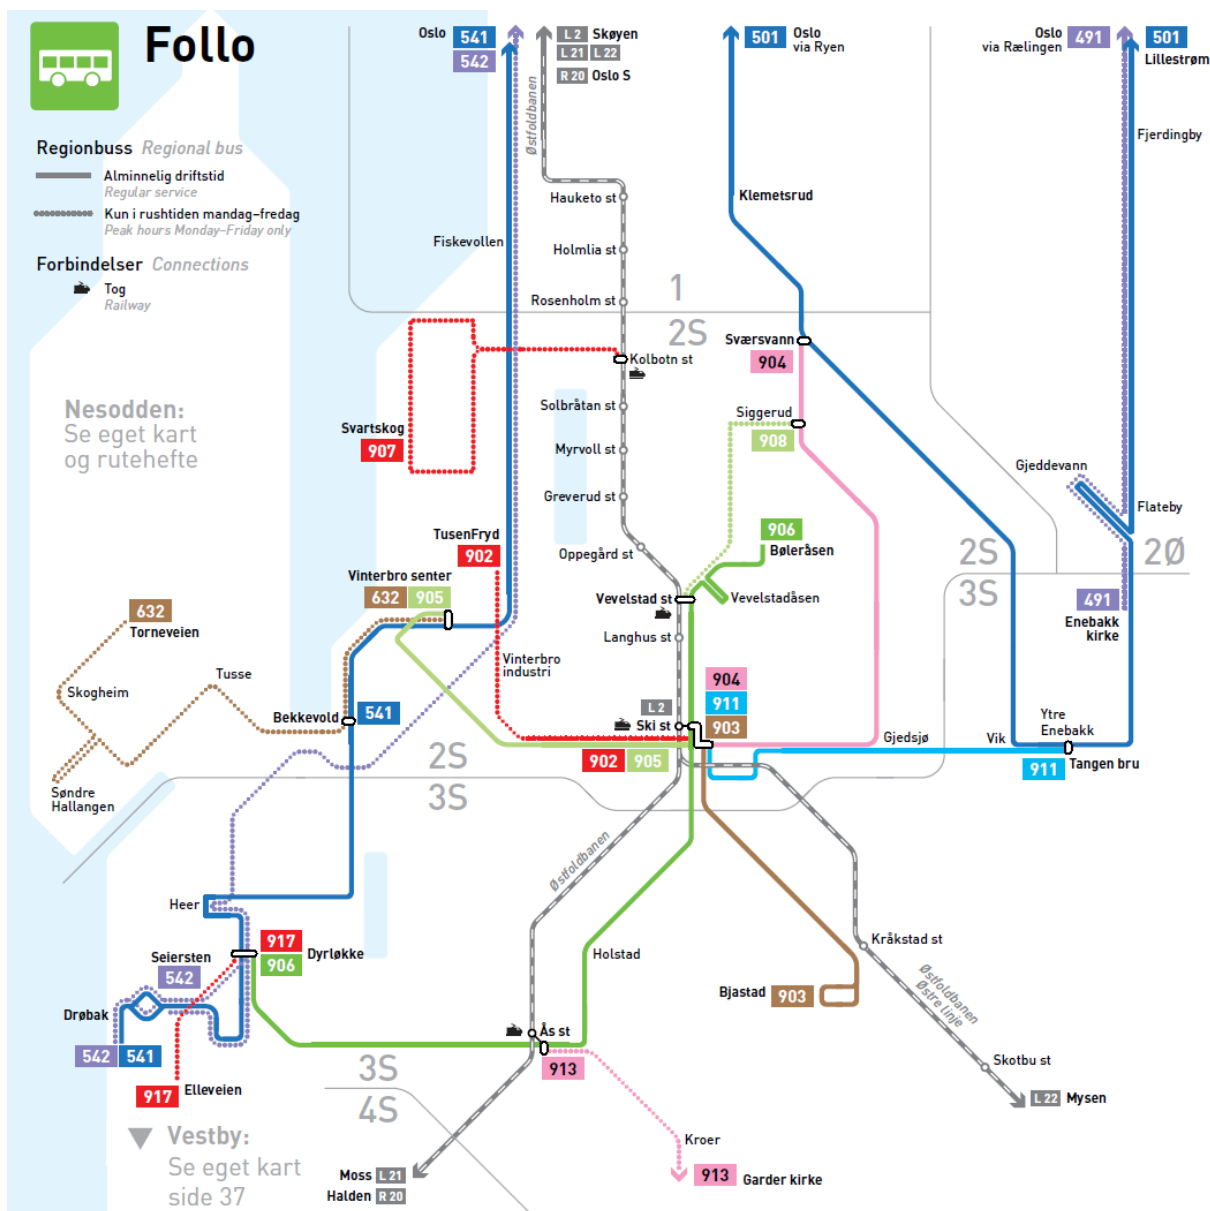 Follo
Regionbuss Regional bus
Alminnelig driftstid
Regular service
Kun i rushtiden mandag–fredag
Peak hours Monday–Friday only
Forbindelser Connections
Tog
Railway
Oslo 541
542
L 2 Skøyen
L 21 L 22
R 20 Oslo S
501 Oslo
via Ryen
Oslo 491
via Rælingen
501
Lillestrøm
Østfoldbanen
Fjerdingby
Hauketo st
Klemetsrud
Fiskevollen
Holmlia st
Rosenholm st
1
2S
Sværsvann
904
Kolbotn st
Nesodden:
Se eget kart
og rutehefte
Solbråtan st
Siggerud
908
Svartskog
907
Myrvoll st
Gjeddevann
Greverud st
Flateby
TusenFryd
902
906
Bøleråsen
Oppegård st
2S
3S
2Ø
Vinterbro senter
632 905
Vevelstad st
Vevelstadåsen
491
Enebakk
kirke
632
Torneveien
Langhus st
Vinterbro
industri
Tusse
Skogheim
904
911
903
L 2
Ski st
Bekkevold 541
Ytre
Enebakk
Gjedsjø
Vik
2S
3S
902 905
911 Tangen bru
Søndre
Hallangen
Østfoldbanen
Heer
917
906
Dyrløkke
Seiersten
542
Holstad
Kråkstad st
Østfoldbanen
Østre linje
Bjastad 903
Drøbak
542 541
Ås st
913
3S
4S
Skotbu st
917 Elleveien
L 22 Mysen
Vestby:
Se eget kart
side 37
Kroer
Moss L 21
Halden R 20
913 Garder kirke